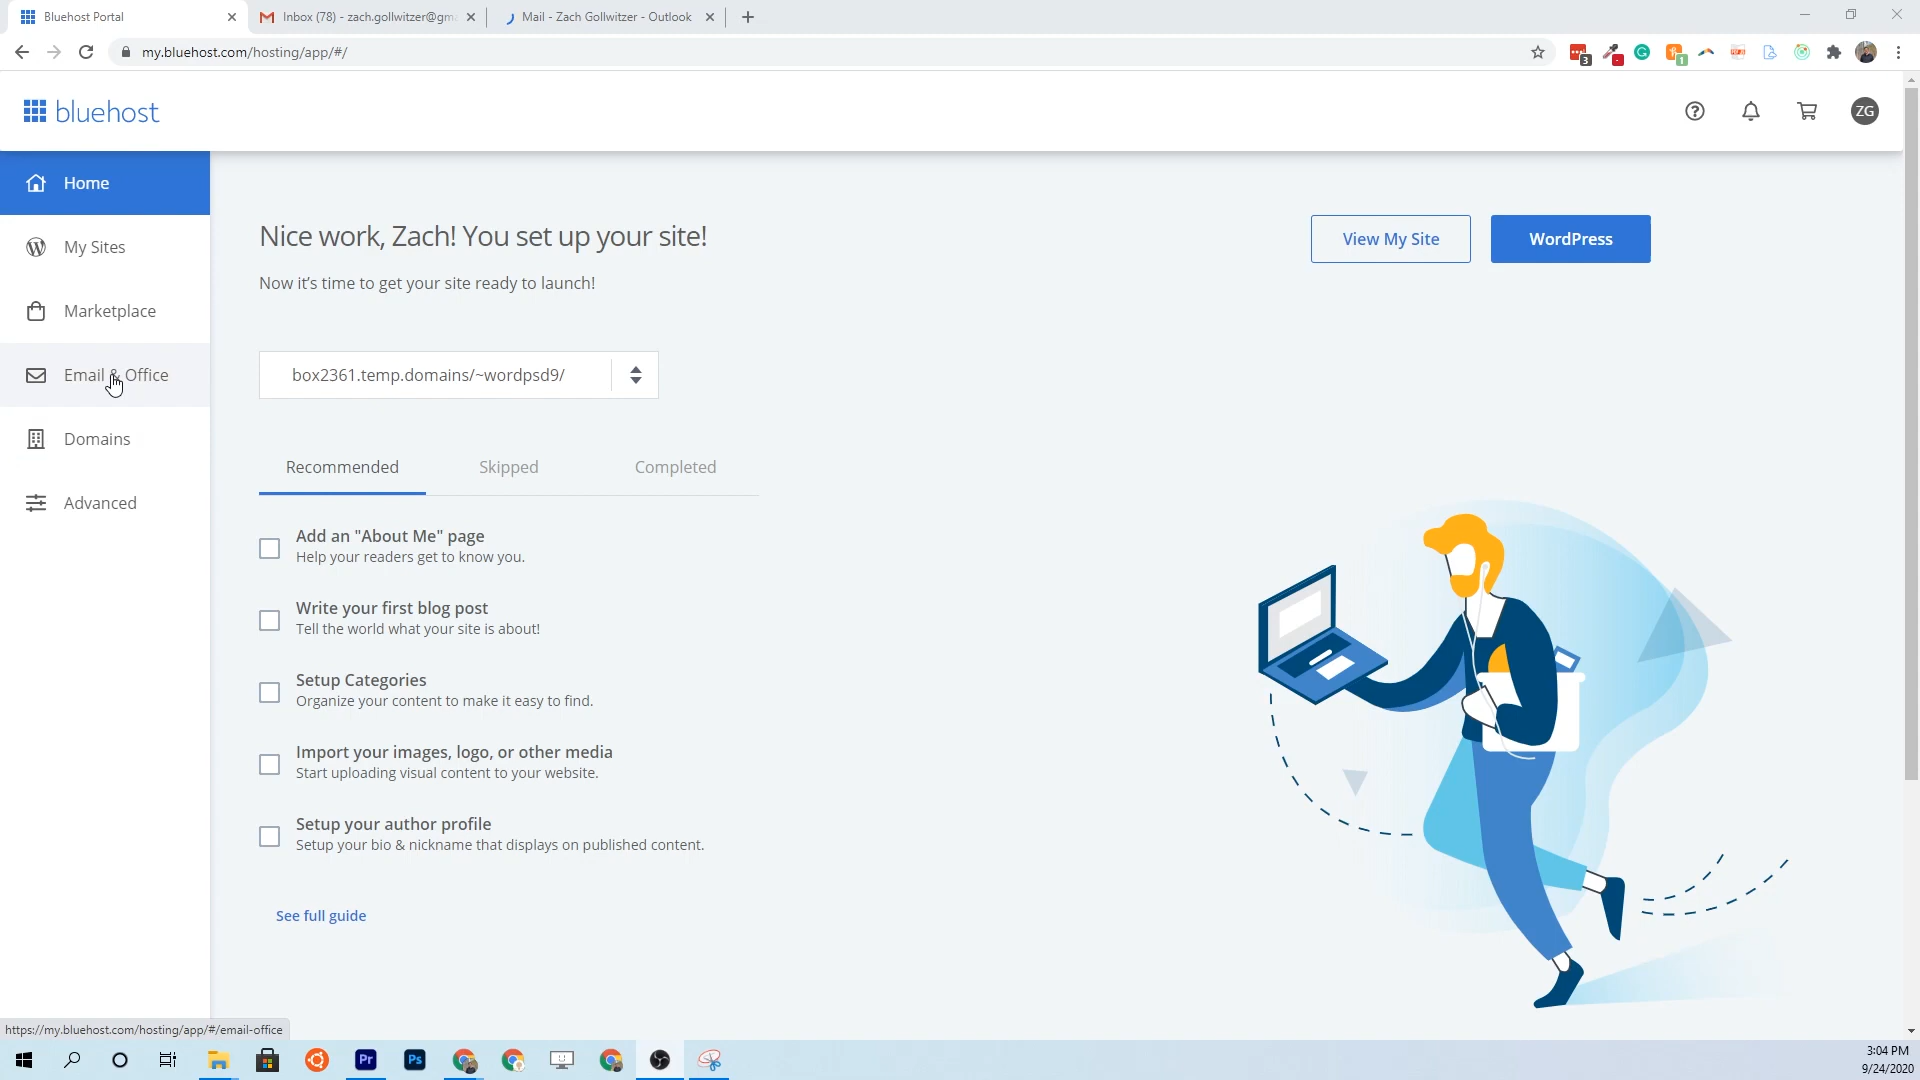 Bluehost Portal
Inbox (78) - zach.gollwitzer@gm
Mail - Zach Gollwitzer - Outlook
my.bluehost.com/hosting/app/#/
3
1
bluehost
ZG
Home
My Sites
Marketplace
Email & Office
Domains
Advanced
Nice work, Zach! You set up your site!
Now it's time to get your site ready to launch!
View My Site
WordPress
box2361.temp.domains/~wordpsd9/
Recommended
Skipped
Completed
Add an "About Me" page
Help your readers get to know you.
Write your first blog post
Tell the world what your site is about!
Setup Categories
Organize your content to make it easy to find.
Import your images, logo, or other media
Start uploading visual content to your website.
Setup your author profile
Setup your bio & nickname that displays on published content.
See full guide
https://my.bluehost.com/hosting/app/#/email-office
Pr
Ps
3:04 PM
9/24/2020